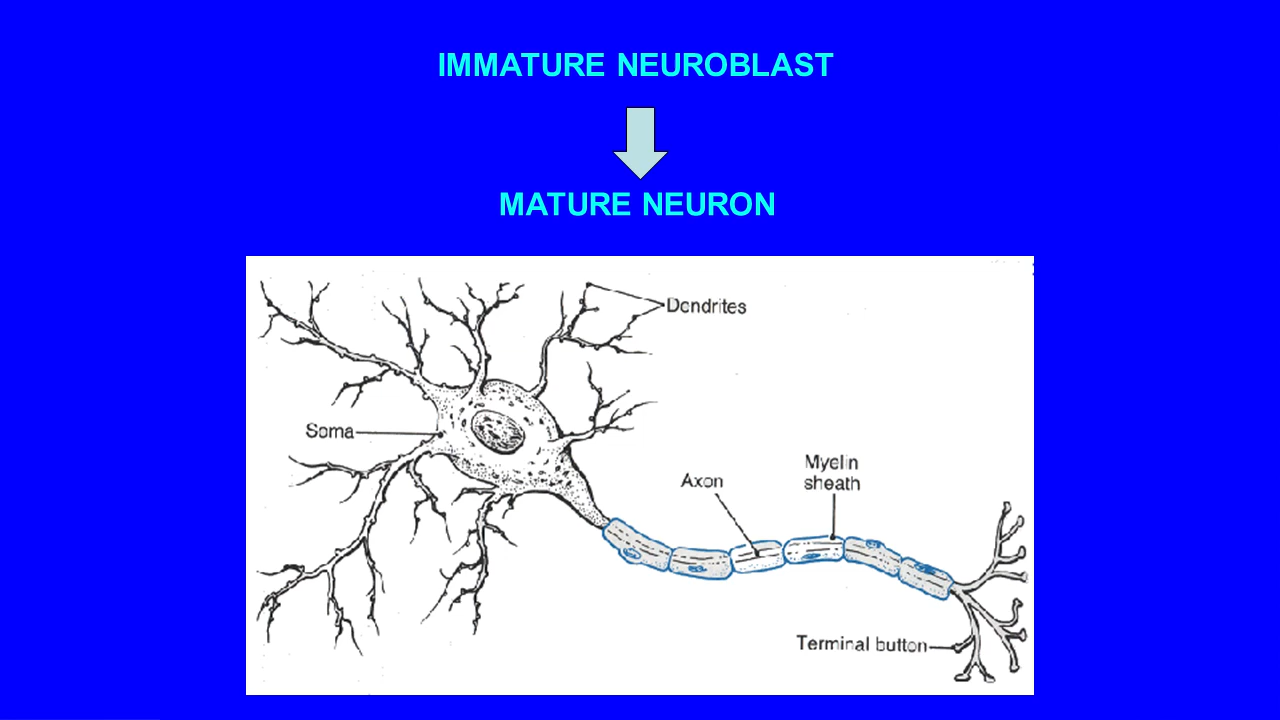 IMMATURE NEUROBLAST
MATURE NEURON
Dendrites
Soma
Axon
Myelin
sheath
Terminal button